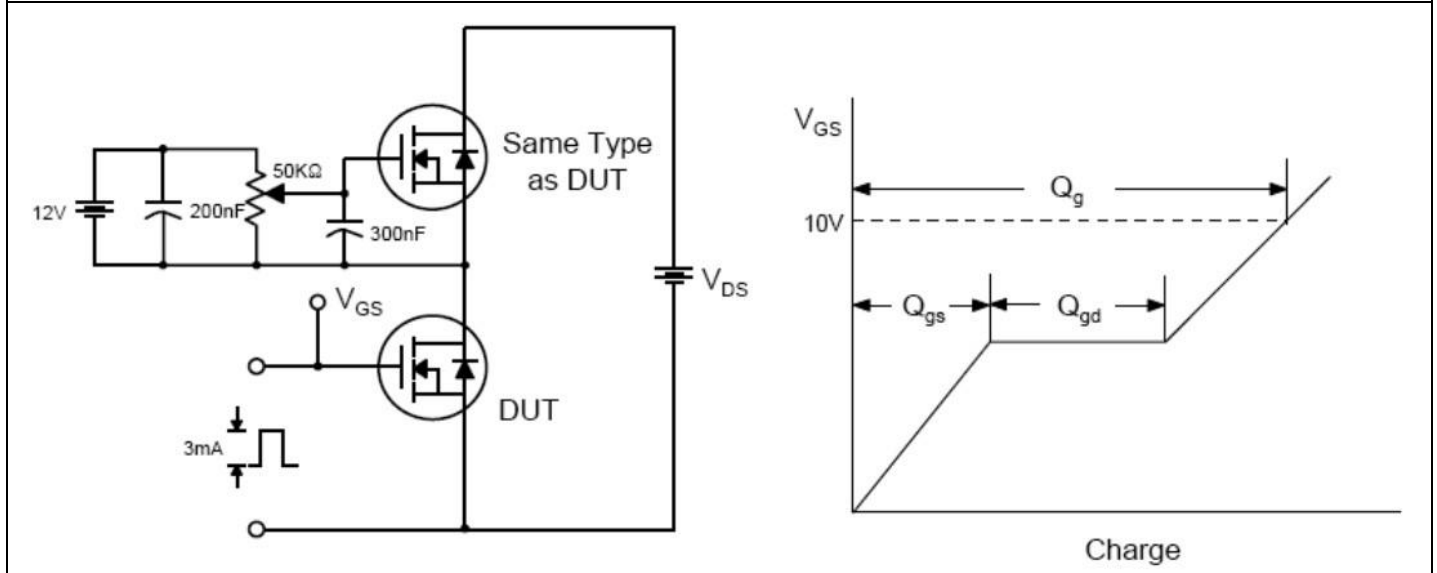 Same Type
as DUT
50KΩ
12V
200nF
300nF
V_GS
V_DS
DUT
3mA
V_GS
Q_g
10V
Q_gs
Q_gd
Charge